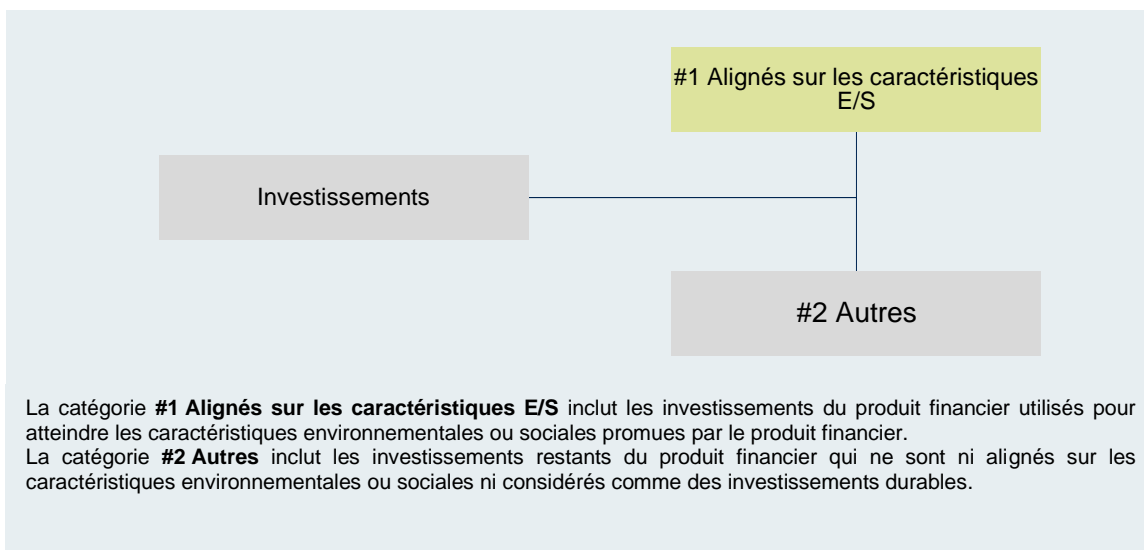 #1 Alignés sur les caractéristiques
E/S
Investissements
#2 Autres
La catégorie #1 Alignés sur les caractéristiques E/S inclut les investissements du produit financier utilisés pour
atteindre les caractéristiques environnementales ou sociales promues par le produit financier.
La catégorie #2 Autres inclut les investissements restants du produit financier qui ne sont ni alignés sur les
caractéristiques environnementales ou sociales ni considérés comme des investissements durables.